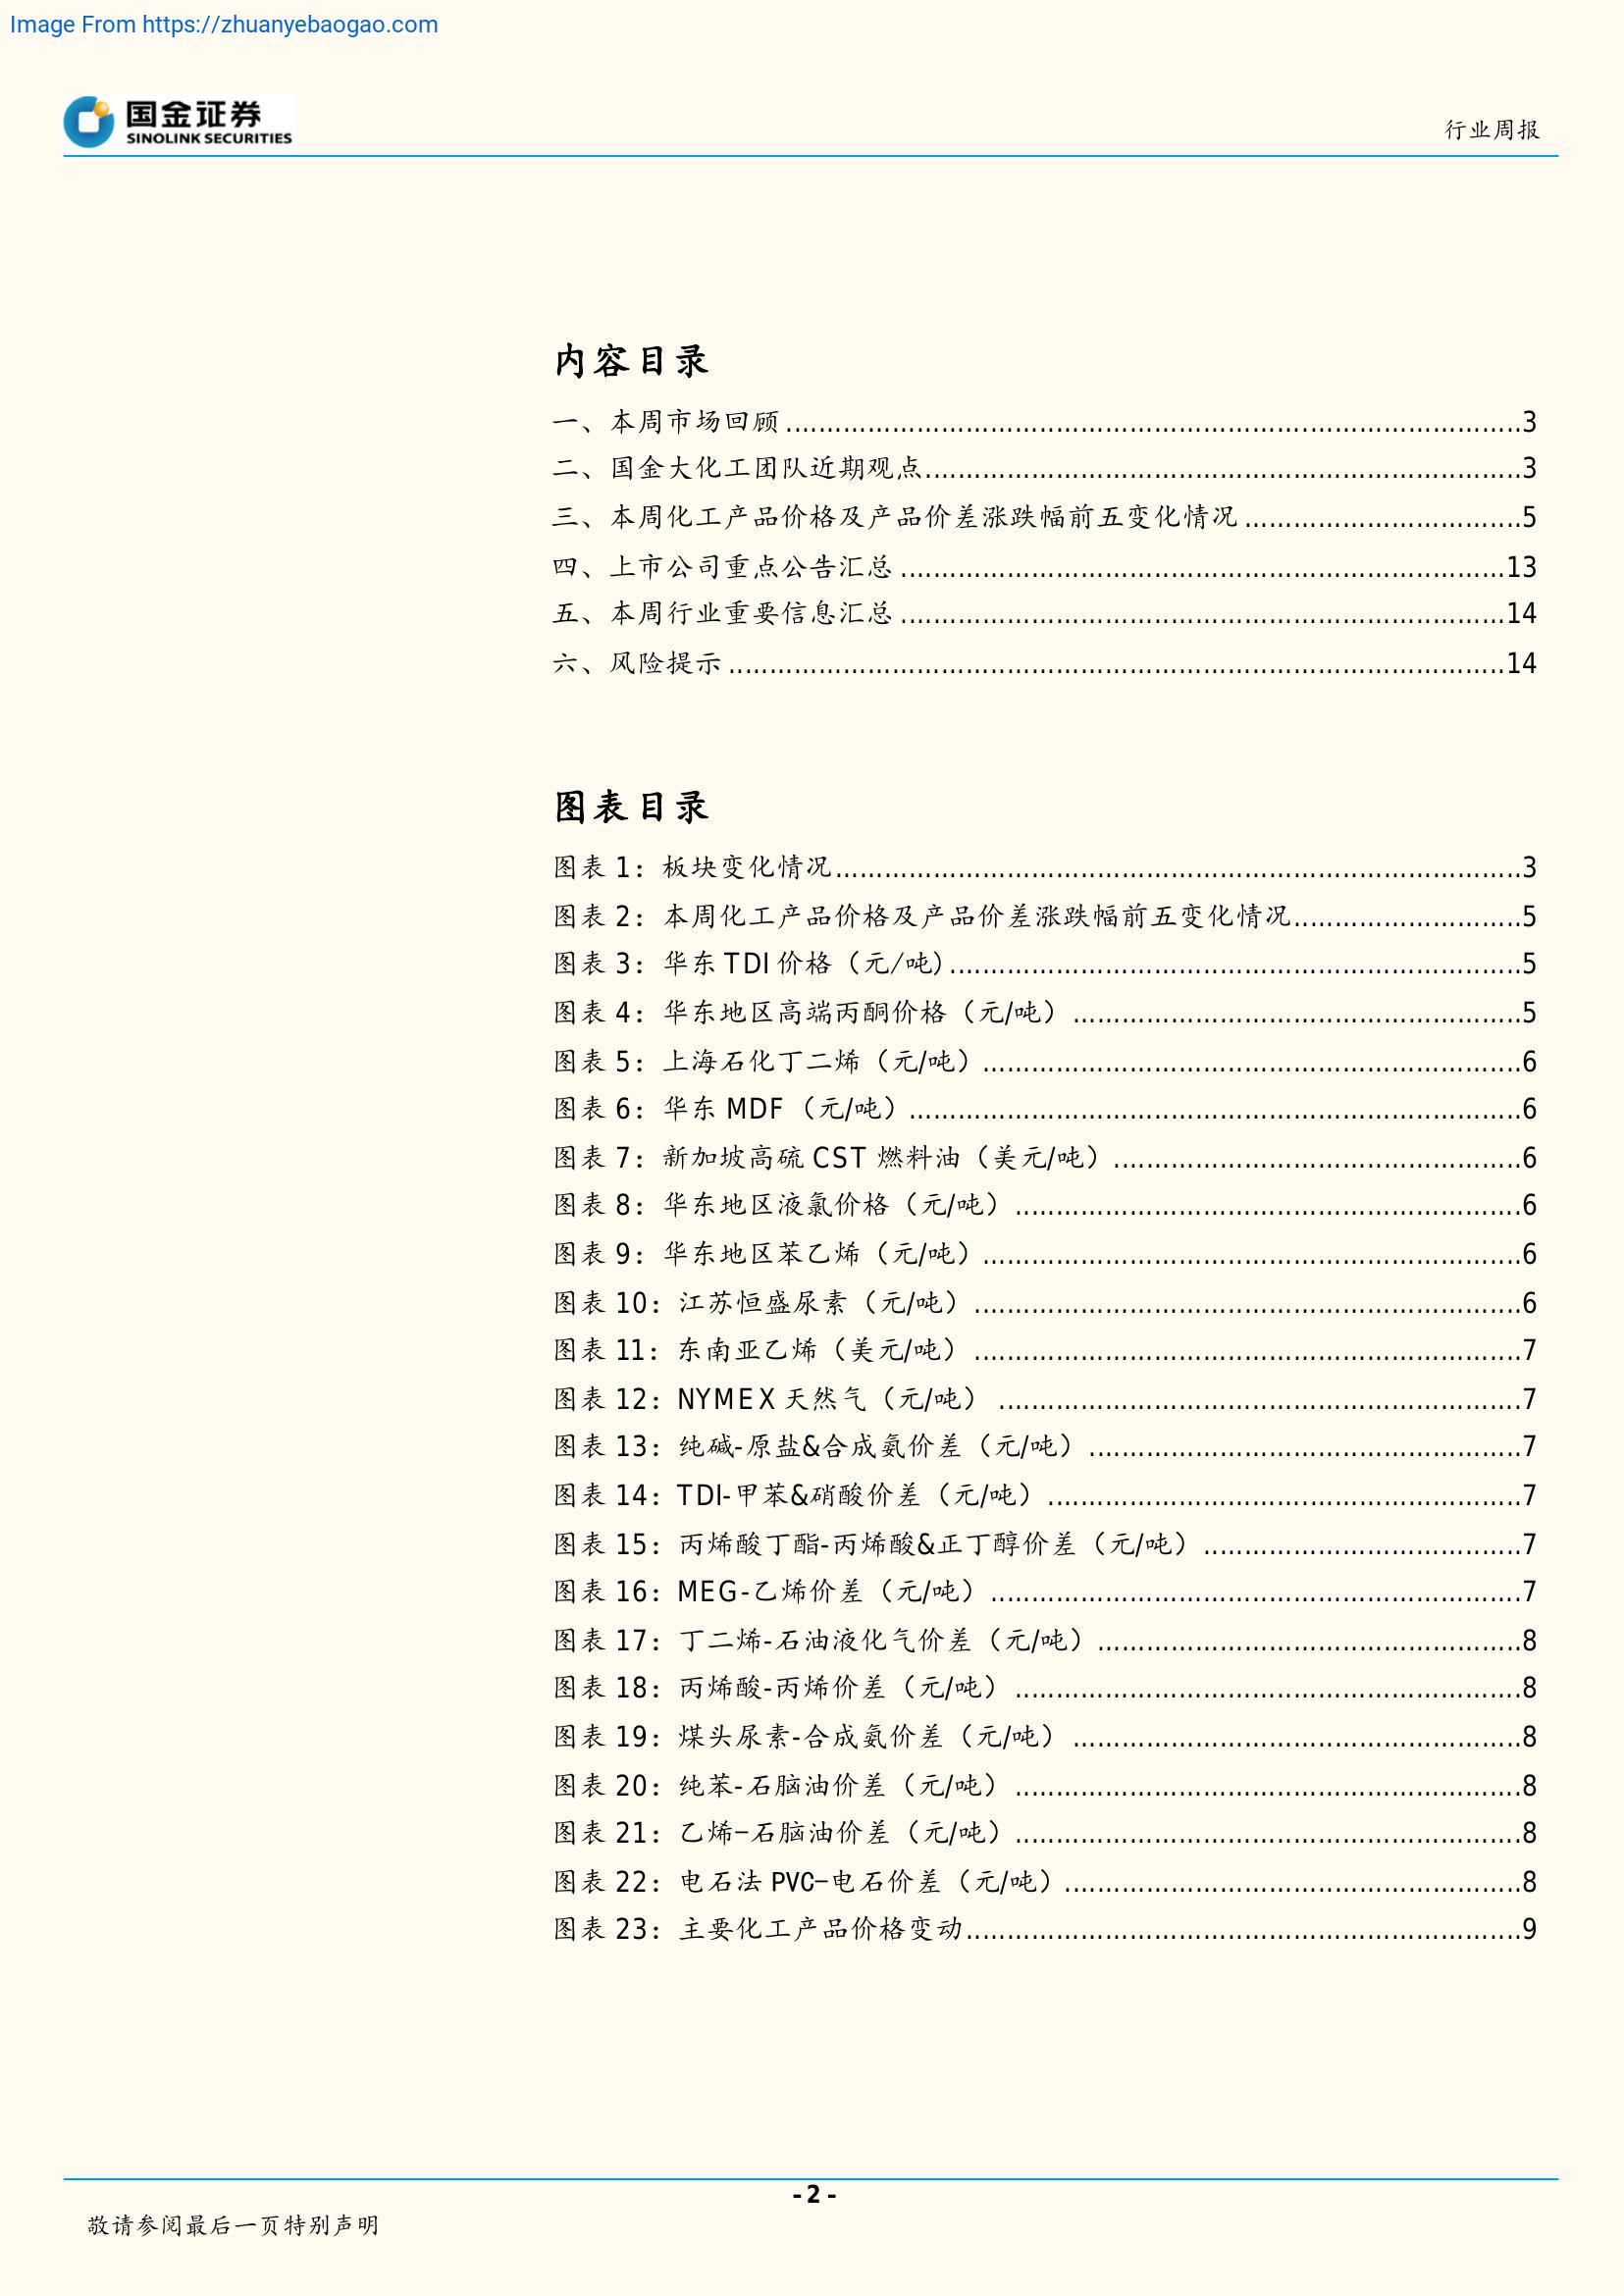 Image From https://zhuanyebaogao.com
国金证券
SINOLINK SECURITIES
行业周报
内容目录
一、本周市场回顾 ........................................................................................3
二、国金大化工团队近期观点........................................................................3
三、本周化工产品价格及产品价差涨跌幅前五变化情况 .................................5
四、上市公司重点公告汇总 .........................................................................13
五、本周行业重要信息汇总 .........................................................................14
六、风险提示 ..............................................................................................14
图表目录
图表 1：板块变化情况...................................................................................3
图表 2：本周化工产品价格及产品价差涨跌幅前五变化情况............................5
图表 3：华东 TDI 价格（元/吨)......................................................................5
图表 4：华东地区高端丙酮价格（元/吨） .......................................................5
图表 5：上海石化丁二烯（元/吨）..................................................................6
图表 6：华东 MDF （元/吨）...........................................................................6
图表 7：新加坡高硫 CST 燃料油（美元/吨）..................................................6
图表 8：华东地区液氯价格（元/吨） ..............................................................6
图表 9：华东地区苯乙烯（元/吨）..................................................................6
图表 10：江苏恒盛尿素（元/吨） ...................................................................6
图表 11：东南亚乙烯（美元/吨） ...................................................................7
图表 12：NYMEX 天然气（元/吨） ................................................................7
图表 13：纯碱-原盐&合成氨价差（元/吨） .....................................................7
图表 14：TDI-甲苯&硝酸价差（元/吨） ..........................................................7
图表 15：丙烯酸丁酯-丙烯酸&正丁醇价差（元/吨） .......................................7
图表 16：MEG-乙烯价差（元/吨） .................................................................7
图表 17：丁二烯-石油液化气价差（元/吨）....................................................8
图表 18：丙烯酸-丙烯价差（元/吨） ..............................................................8
图表 19：煤头尿素-合成氨价差（元/吨） .......................................................8
图表 20：纯苯-石脑油价差（元/吨） ..............................................................8
图表 21：乙烯-石脑油价差（元/吨）..............................................................8
图表 22：电石法 PVC-电石价差（元/吨）........................................................8
图表 23：主要化工产品价格变动....................................................................9
- 2 -
敬请参阅最后一页特别声明